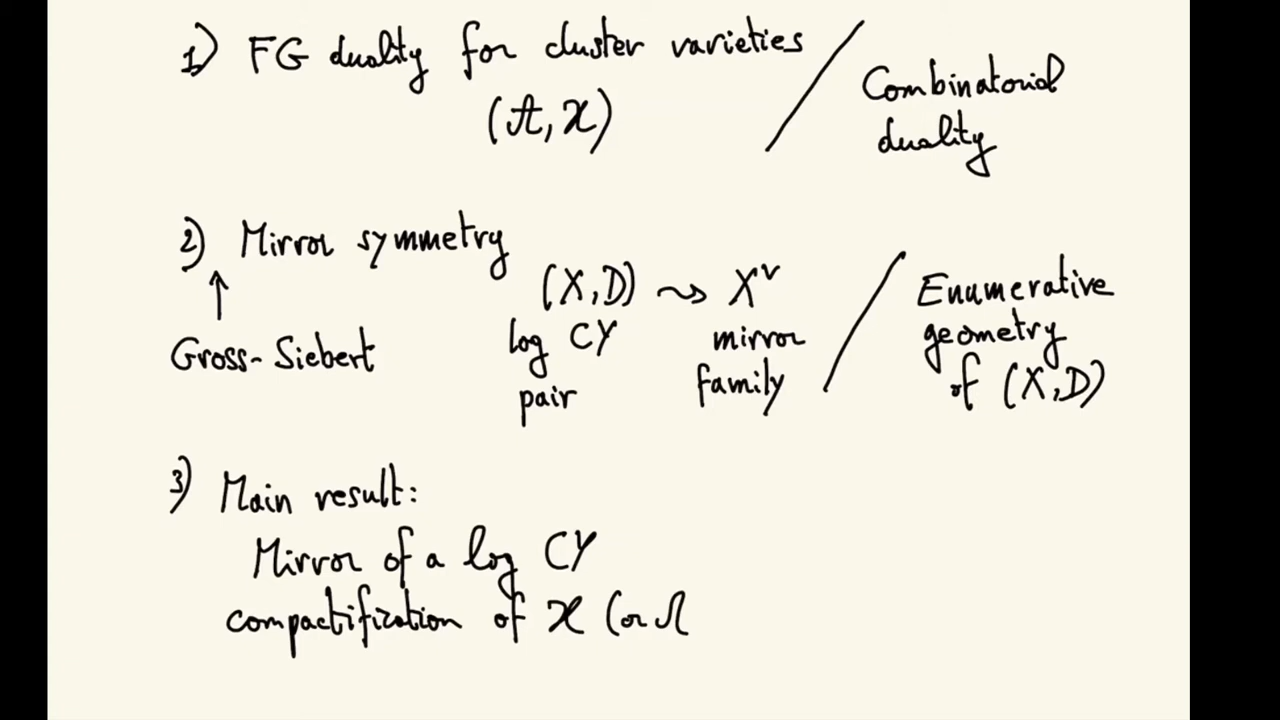 1) FG duality for cluster varieties
(A, X)
Combinatorial
duality
2) Mirror symmetry
↑
Gross-Siebert
(X, D) ⇝ X^v
log CY
pair
mirror
family
Enumerative
geometry
of (X, D)
3) Main result:
Mirror of a log CY
compactification of X (or A